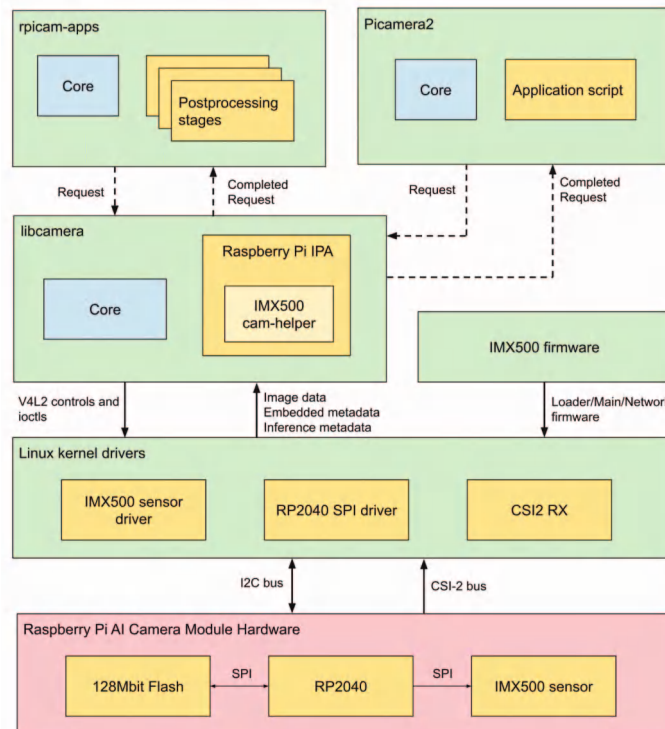 rpicam-apps
Core
Postprocessing
stages
Picamera2
Core
Application script
Request
Completed
Request
Request
Completed
Request
libcamera
Core
Raspberry Pi IPA
IMX500
cam-helper
IMX500 firmware
V4L2 controls and
ioctls
Image data
Embedded metadata
Inference metadata
Loader/Main/Network
firmware
Linux kernel drivers
IMX500 sensor
driver
RP2040 SPI driver
CSI2 RX
I2C bus
CSI-2 bus
Raspberry Pi AI Camera Module Hardware
128Mbit Flash
SPI
RP2040
SPI
IMX500 sensor